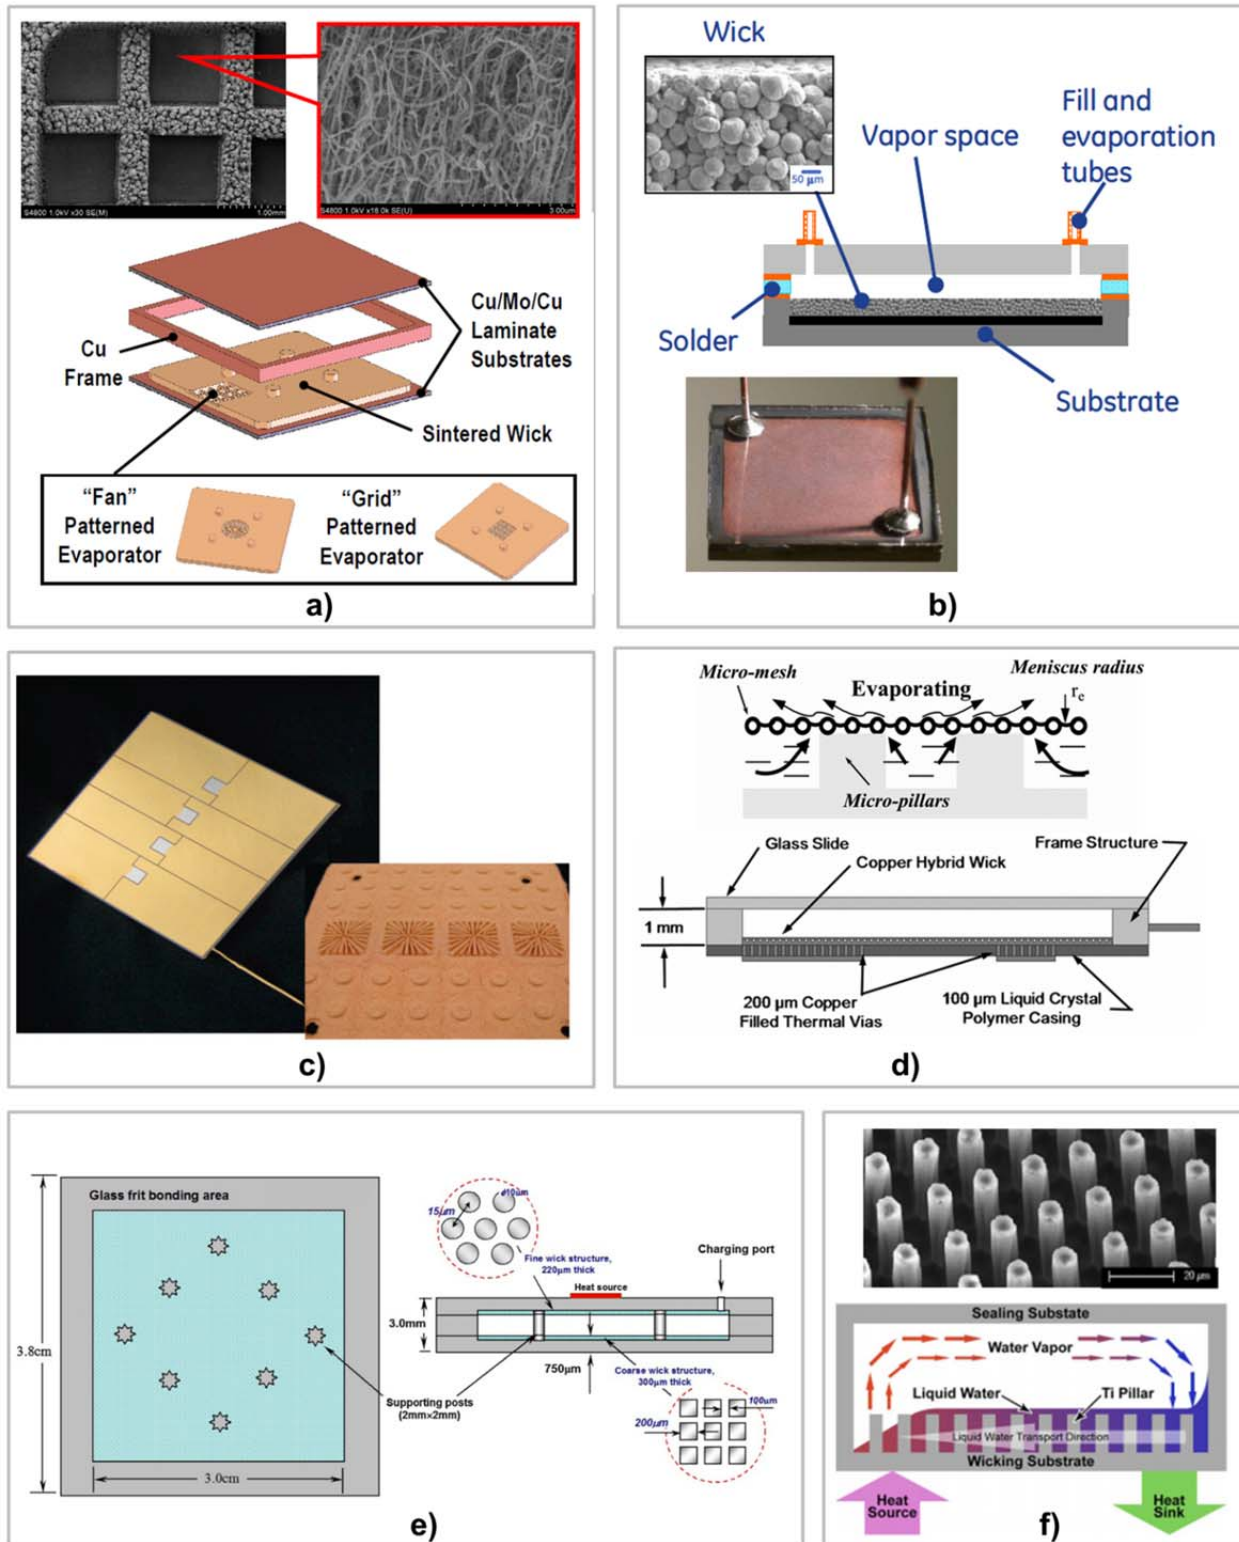 S4800 1.0kV x30 SE(M)
1.00mm
S4800 1.0kV x18.0k SE(U)
3.00um
Cu
Frame
Cu/Mo/Cu
Laminate
Substrates
Sintered Wick
“Fan”
Patterned
Evaporator
“Grid”
Patterned
Evaporator
a)
Wick
50 µm
Vapor space
Fill and
evaporation
tubes
Solder
Substrate
b)
c)
Micro-mesh
Evaporating
Meniscus radius
rc
Micro-pillars
Glass Slide
Copper Hybrid Wick
Frame Structure
1 mm
200 µm Copper
Filled Thermal Vias
100 µm Liquid Crystal
Polymer Casing
d)
Glass frit bonding area
3.8cm
3.0cm
15µm
ø10µm
Fine wick structure,
220µm thick
Heat source
Charging port
3.0mm
750µm
Coarse wick structure,
300µm thick
Supporting posts
(2mm×2mm)
200µm
100µm
e)
20 µm
Sealing Substate
Water Vapor
Liquid Water
Ti Pillar
Liquid Water Transport Direction
Wicking Substrate
Heat
Source
Heat
Sink
f)